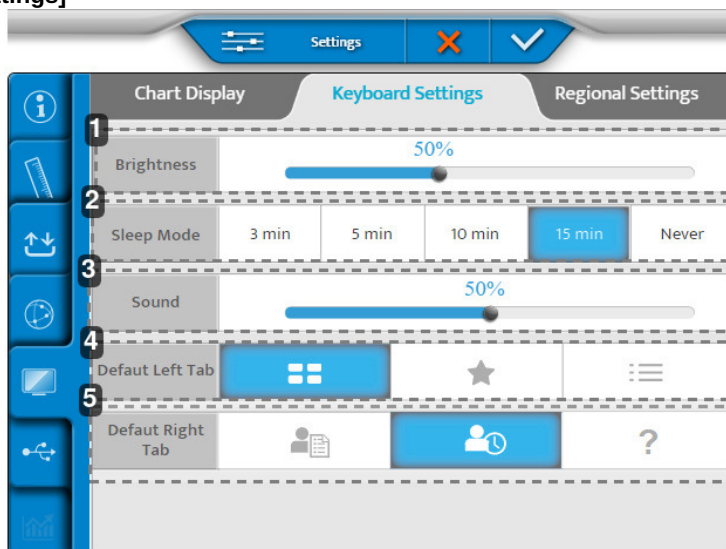 ttings]
Settings
Chart Display Keyboard Settings Regional Settings
1
Brightness 50%
2
Sleep Mode 3 min 5 min 10 min 15 min Never
3
Sound 50%
4
Defaut Left Tab
5
Defaut Right
Tab ?